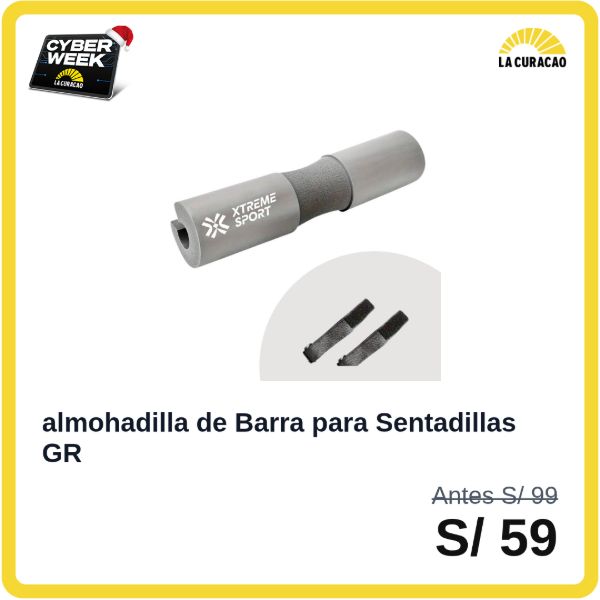 CYBER
WEEK
LA CURACAO
LA CURACAO
XTREME
SPORT
almohadilla de Barra para Sentadillas
GR
Antes S/ 99
S/ 59